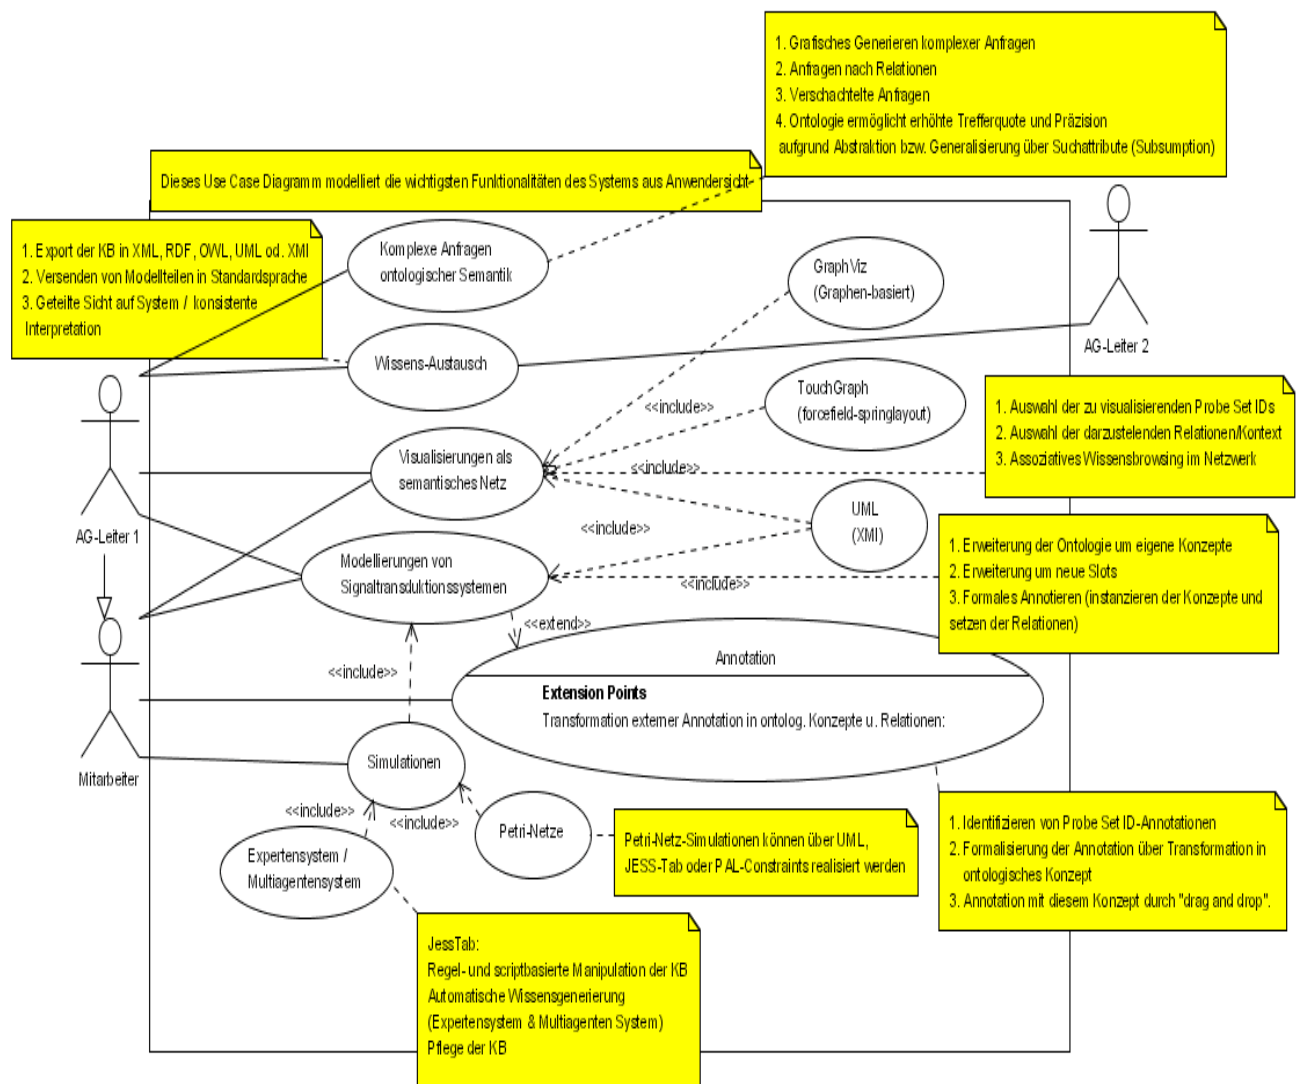 1. Grafisches Generieren komplexer Anfragen
2. Anfragen nach Relationen
3. Verschachtelte Anfragen
4. Ontologie ermöglicht erhöhte Trefferquote und Präzision
aufgrund Abstraktion bzw. Generalisierung über Suchattribute (Subsumption)
Dieses Use Case Diagramm modelliert die wichtigsten Funktionalitäten des Systems aus Anwendersicht
1. Export der KB in XML, RDF, OWL, UML od. XMI
2. Versenden von Modellteilen in Standardsprache
3. Geteilte Sicht auf System / konsistente
Interpretation
Komplexe Anfragen
ontologischer Semantik
GraphViz
(Graphen-basiert)
AG-Leiter 2
Wissens-Austausch
TouchGraph
(forcefield-springlayout)
<<include>>
1. Auswahl der zu visualisierenden Probe Set IDs
2. Auswahl der darzustelenden Relationen/Kontext
3. Assoziatives Wissensbrowsing im Netzwerk
Visualisierungen als
semantisches Netz
<<include>>
AG-Leiter 1
UML
(XMI)
<<include>>
Modellierungen von
Signaltransduktionssystemen
<<include>>
1. Erweiterung der Ontologie um eigene Konzepte
2. Erweiterung um neue Slots
3. Formales Annotieren (instanzieren der Konzepte und
setzen der Relationen)
<<extend>>
<<include>>
Annotation
Extension Points
Transformation externer Annotation in ontolog. Konzepte u. Relationen:
Mitarbeiter
Simulationen
<<include>>
<<include>>
Petri-Netze
Petri-Netz-Simulationen können über UML,
JESS-Tab oder PAL-Constraints realisiert werden
1. Identifizieren von Probe Set ID-Annotationen
2. Formalisierung der Annotation über Transformation in
ontologisches Konzept
3. Annotation mit diesem Konzept durch "drag and drop".
Expertensystem /
Multiagentensystem
JessTab:
Regel- und scriptbasierte Manipulation der KB
Automatische Wissensgenerierung
(Expertensystem & Multiagenten System)
Pflege der KB